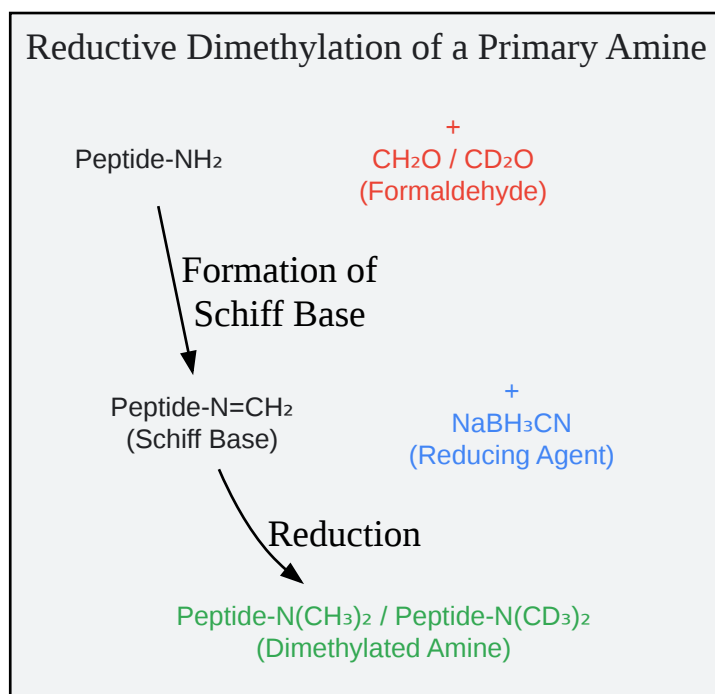 Reductive Dimethylation of a Primary Amine
+
Peptide-NH₂
CH₂O / CD₂O
(Formaldehyde)
Formation of
Schiff Base
Peptide-N=CH₂
(Schiff Base)
+
NaBH₃CN
(Reducing Agent)
Reduction
Peptide-N(CH₃)₂ / Peptide-N(CD₃)₂
(Dimethylated Amine)